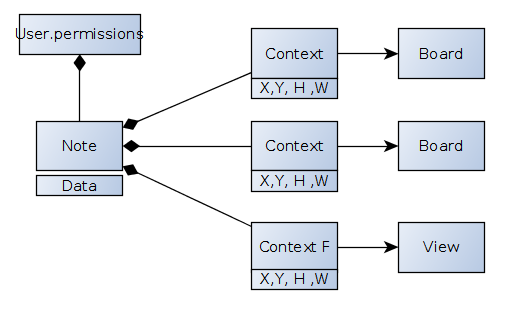 User.permissions
Context
X,Y, H ,W
Board
Note
Data
Context
X,Y, H ,W
Board
Context F
X,Y, H ,W
View